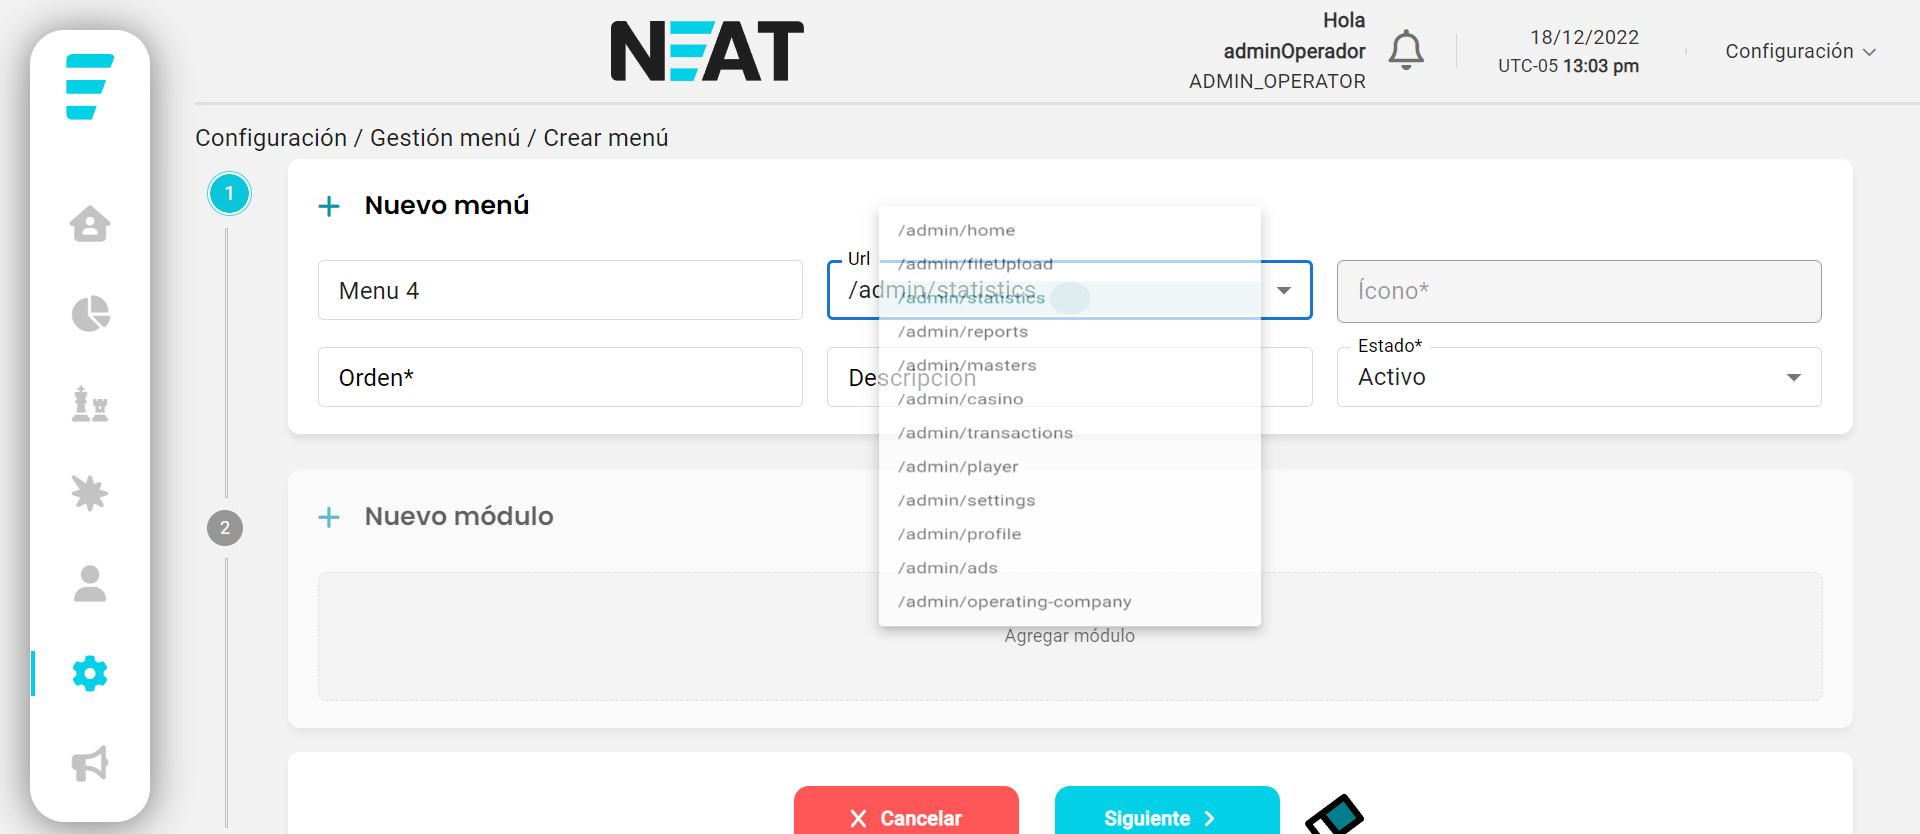 NEAT
Hola
adminOperador
ADMIN_OPERATOR
18/12/2022
UTC-05 13:03 pm
Configuración
Configuración / Gestión menú / Crear menú
1
Nuevo menú
Menu 4
Url
/admin/statistics
Ícono*
Orden*
Descripción
Estado*
Activo
/admin/home
/admin/fileUpload
/admin/statistics
/admin/reports
/admin/masters
/admin/casino
/admin/transactions
/admin/player
/admin/settings
/admin/profile
/admin/ads
/admin/operating-company
2
Nuevo módulo
Agregar módulo
Cancelar
Siguiente